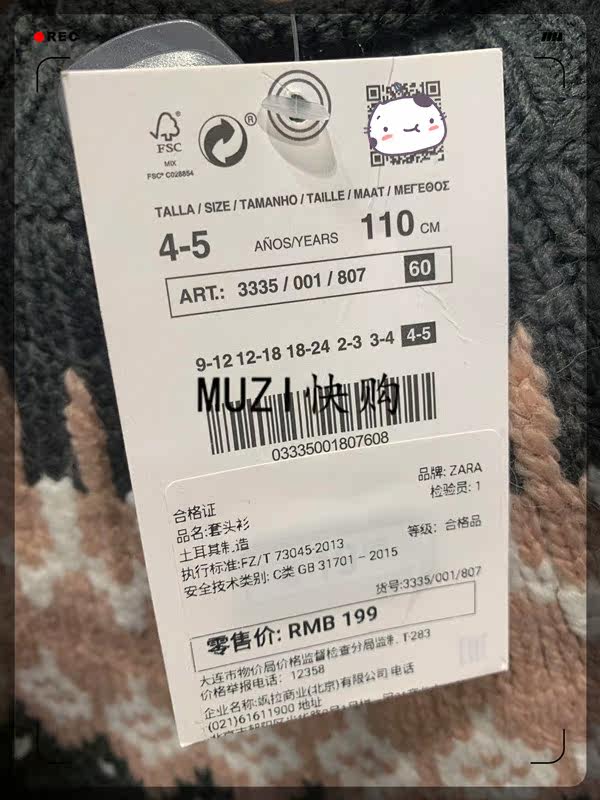 REC
FSC®
MIX
FSC® C028854
®
TALLA / SIZE / TAMANHO / TAILLE / MAAT / ΜΕΓΕΘΟΣ
4-5 AÑOS/YEARS 110 CM
ART.: 3335 / 001 / 807 60
9-12 12-18 18-24 2-3 3-4 4-5
MUZI快购
03335001807608
品牌: ZARA
检验员: 1
合格证
品名:套头衫
土耳其制造
等级: 合格品
执行标准:FZ/T 73045-2013
安全技术类别: C类 GB 31701 - 2015
货号:3335/001/807
零售价: RMB 199
大连市物价局价格监督检查分局监制. T-283
价格举报电话: 12358
企业名称:飒拉商业(北京)有限公司 电话
(021)61611900 地址